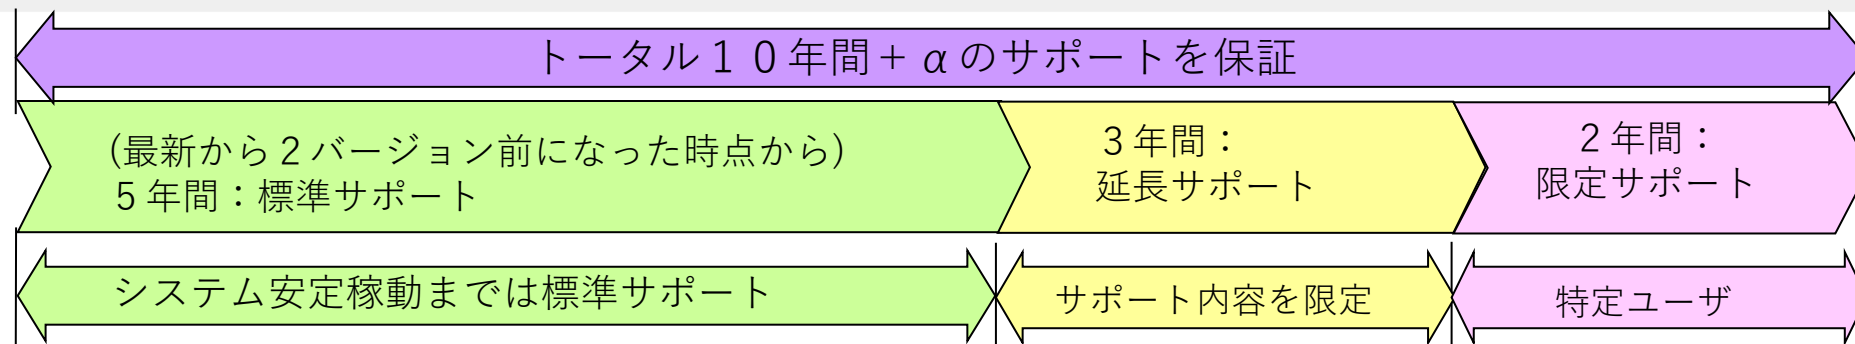 トータル１０年間＋αのサポートを保証
(最新から２バージョン前になった時点から)
５年間：標準サポート
３年間：
延長サポート
２年間：
限定サポート
システム安定稼動までは標準サポート
サポート内容を限定
特定ユーザ